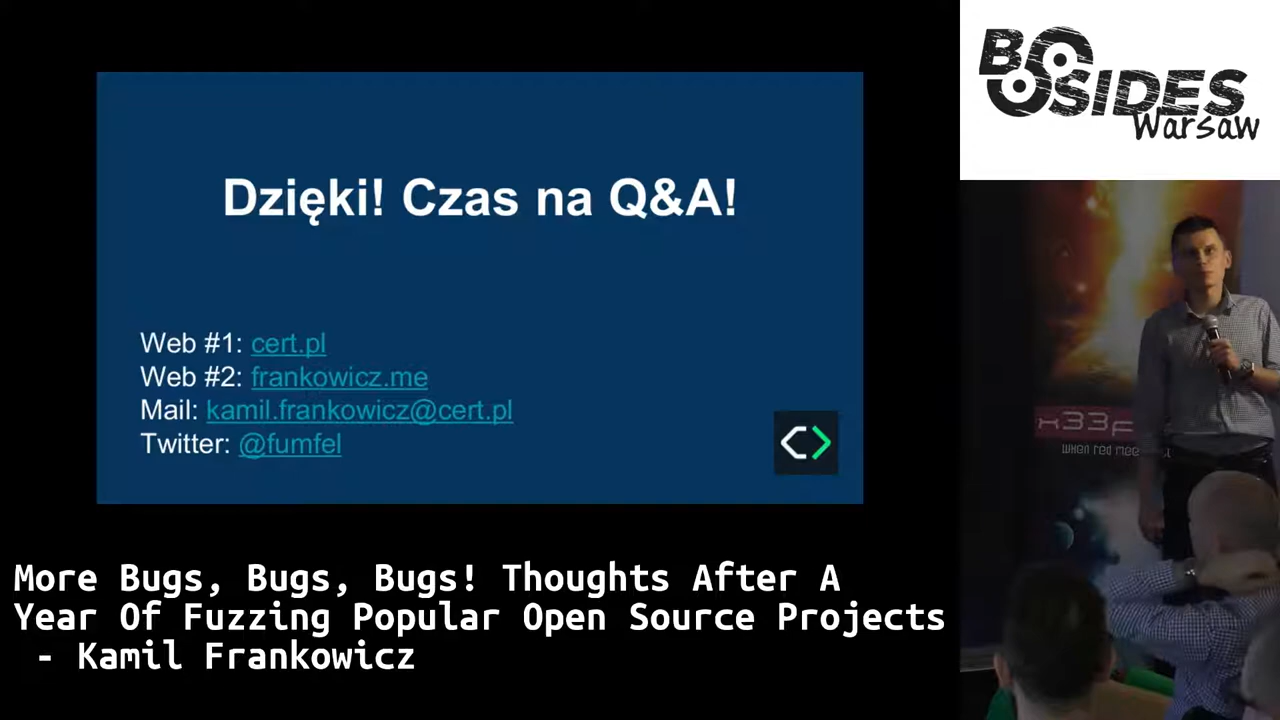 BSIDES
Warsaw
Dzięki! Czas na Q&A!
Web #1: cert.pl
Web #2: frankowicz.me
Mail: kamil.frankowicz@cert.pl
Twitter: @fumfel
More Bugs, Bugs, Bugs! Thoughts After A
Year Of Fuzzing Popular Open Source Projects
- Kamil Frankowicz